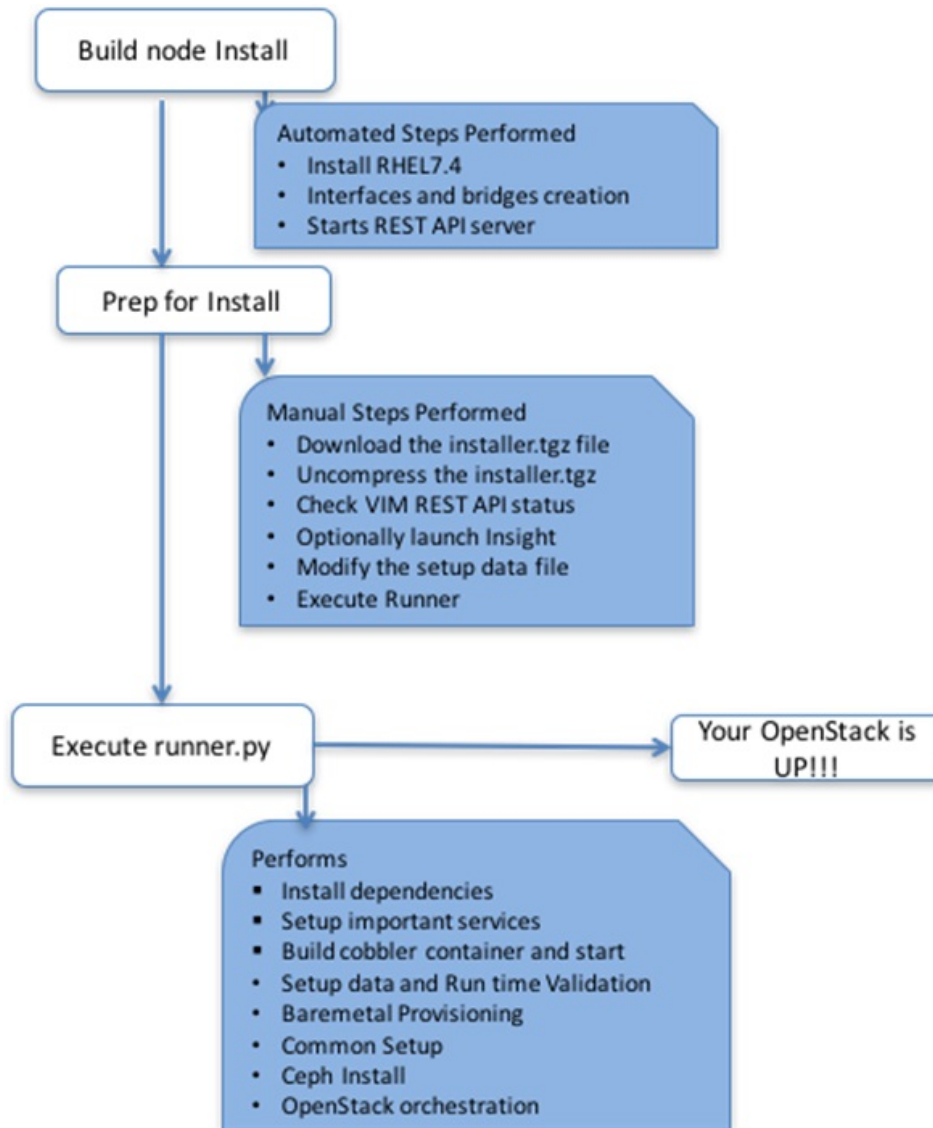 Build node Install
Automated Steps Performed
• Install RHEL7.4
• Interfaces and bridges creation
• Starts REST API server
Prep for Install
Manual Steps Performed
• Download the installer.tgz file
• Uncompress the installer.tgz
• Check VIM REST API status
• Optionally launch Insight
• Modify the setup data file
• Execute Runner
Execute runner.py
Your OpenStack is
UP!!!
Performs
▪ Install dependencies
▪ Setup important services
▪ Build cobbler container and start
• Setup data and Run time Validation
• Baremetal Provisioning
• Common Setup
• Ceph Install
• OpenStack orchestration